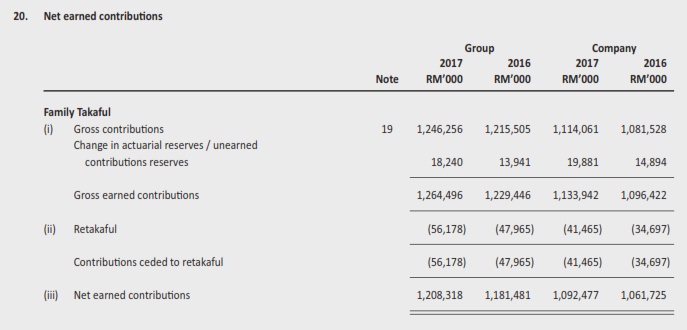 20. Net earned contributions
Group Company
2017 2016 2017 2016
Note RM'000 RM'000 RM'000 RM'000
Family Takaful
(i) Gross contributions 19 1,246,256 1,215,505 1,114,061 1,081,528
Change in actuarial reserves / unearned
contributions reserves 18,240 13,941 19,881 14,894
Gross earned contributions 1,264,496 1,229,446 1,133,942 1,096,422
(ii) Retakaful (56,178) (47,965) (41,465) (34,697)
Contributions ceded to retakaful (56,178) (47,965) (41,465) (34,697)
(iii) Net earned contributions 1,208,318 1,181,481 1,092,477 1,061,725